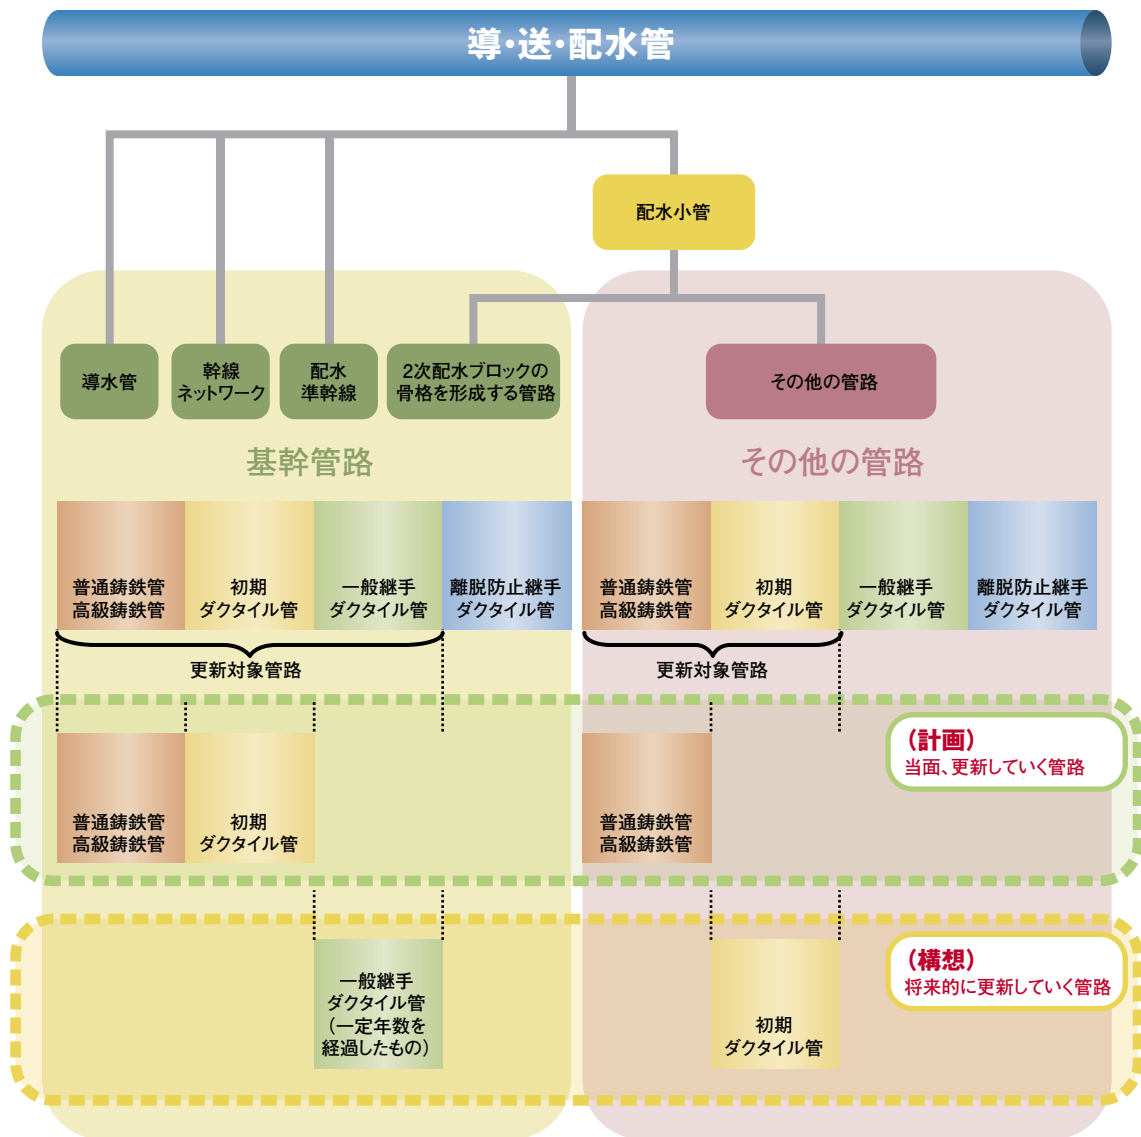 導・送・配水管
配水小管
導水管
幹線
ネットワーク
配水
準幹線
2次配水ブロックの
骨格を形成する管路
その他の管路
基幹管路
その他の管路
普通鋳鉄管
高級鋳鉄管
初期
ダクタイル管
一般継手
ダクタイル管
離脱防止継手
ダクタイル管
普通鋳鉄管
高級鋳鉄管
初期
ダクタイル管
一般継手
ダクタイル管
離脱防止継手
ダクタイル管
更新対象管路
更新対象管路
（計画）
当面、更新していく管路
普通鋳鉄管
高級鋳鉄管
初期
ダクタイル管
普通鋳鉄管
高級鋳鉄管
（構想）
将来的に更新していく管路
一般継手
ダクタイル管
（一定年数を
経過したもの）
初期
ダクタイル管